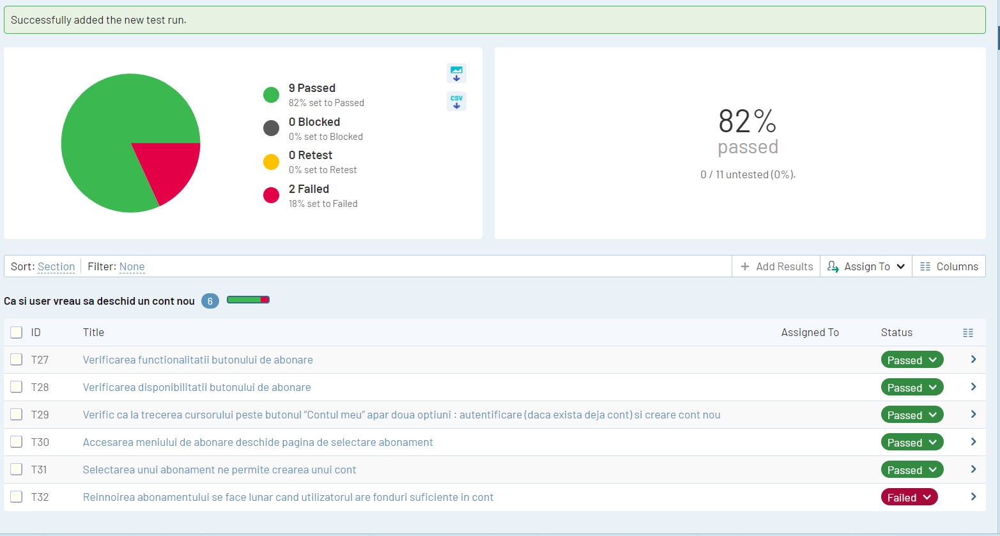 Successfully added the new test run.
9 Passed
82% set to Passed
0 Blocked
0% set to Blocked
0 Retest
0% set to Retest
2 Failed
18% set to Failed
CSV
82%
passed
0 / 11 untested (0%).
Sort: Section Filter: None
+ Add Results Assign To Columns
Ca si user vreau sa deschid un cont nou 6
ID Title Assigned To Status
T27 Verificarea functionalitatii butonului de abonare Passed
T28 Verificarea disponibilitatii butonului de abonare Passed
T29 Verific ca la trecerea cursorului peste butonul “Contul meu” apar doua optiuni : autentificare (daca exista deja cont) si creare cont nou Passed
T30 Accesarea meniului de abonare deschide pagina de selectare abonament Passed
T31 Selectarea unui abonament ne permite crearea unui cont Passed
T32 Reinnoirea abonamentului se face lunar cand utilizatorul are fonduri suficiente in cont Failed